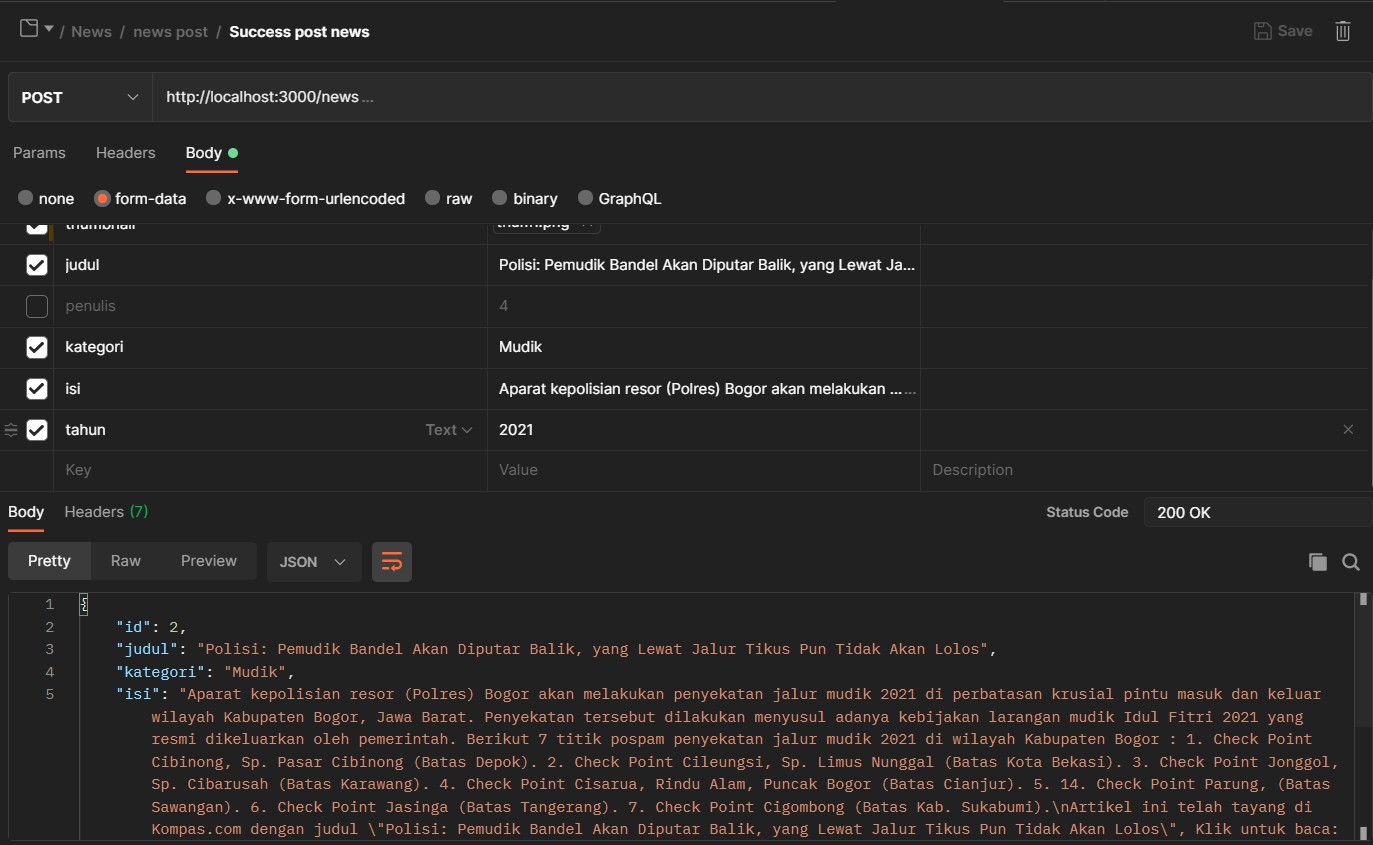 / News / news post / Success post news
Save
POST
http://localhost:3000/news ...
Params Headers Body
none form-data x-www-form-urlencoded raw binary GraphQL
thumbnail
judul Polisi: Pemudik Bandel Akan Diputar Balik, yang Lewat Ja...
penulis 4
kategori Mudik
isi Aparat kepolisian resor (Polres) Bogor akan melakukan ......
tahun Text 2021
Key Value Description
Body Headers (7) Status Code 200 OK
Pretty Raw Preview JSON
1 {
2 "id": 2,
3 "judul": "Polisi: Pemudik Bandel Akan Diputar Balik, yang Lewat Jalur Tikus Pun Tidak Akan Lolos",
4 "kategori": "Mudik",
5 "isi": "Aparat kepolisian resor (Polres) Bogor akan melakukan penyekatan jalur mudik 2021 di perbatasan krusial pintu masuk dan keluar
wilayah Kabupaten Bogor, Jawa Barat. Penyekatan tersebut dilakukan menyusul adanya kebijakan larangan mudik Idul Fitri 2021 yang
resmi dikeluarkan oleh pemerintah. Berikut 7 titik pospam penyekatan jalur mudik 2021 di wilayah Kabupaten Bogor : 1. Check Point
Cibinong, Sp. Pasar Cibinong (Batas Depok). 2. Check Point Cileungsi, Sp. Limus Nunggal (Batas Kota Bekasi). 3. Check Point Jonggol,
Sp. Cibarusah (Batas Karawang). 4. Check Point Cisarua, Rindu Alam, Puncak Bogor (Batas Cianjur). 5. 14. Check Point Parung, (Batas
Sawangan). 6. Check Point Jasinga (Batas Tangerang). 7. Check Point Cigombong (Batas Kab. Sukabumi).\nArtikel ini telah tayang di
Kompas.com dengan judul \"Polisi: Pemudik Bandel Akan Diputar Balik, yang Lewat Jalur Tikus Pun Tidak Akan Lolos\", Klik untuk baca: